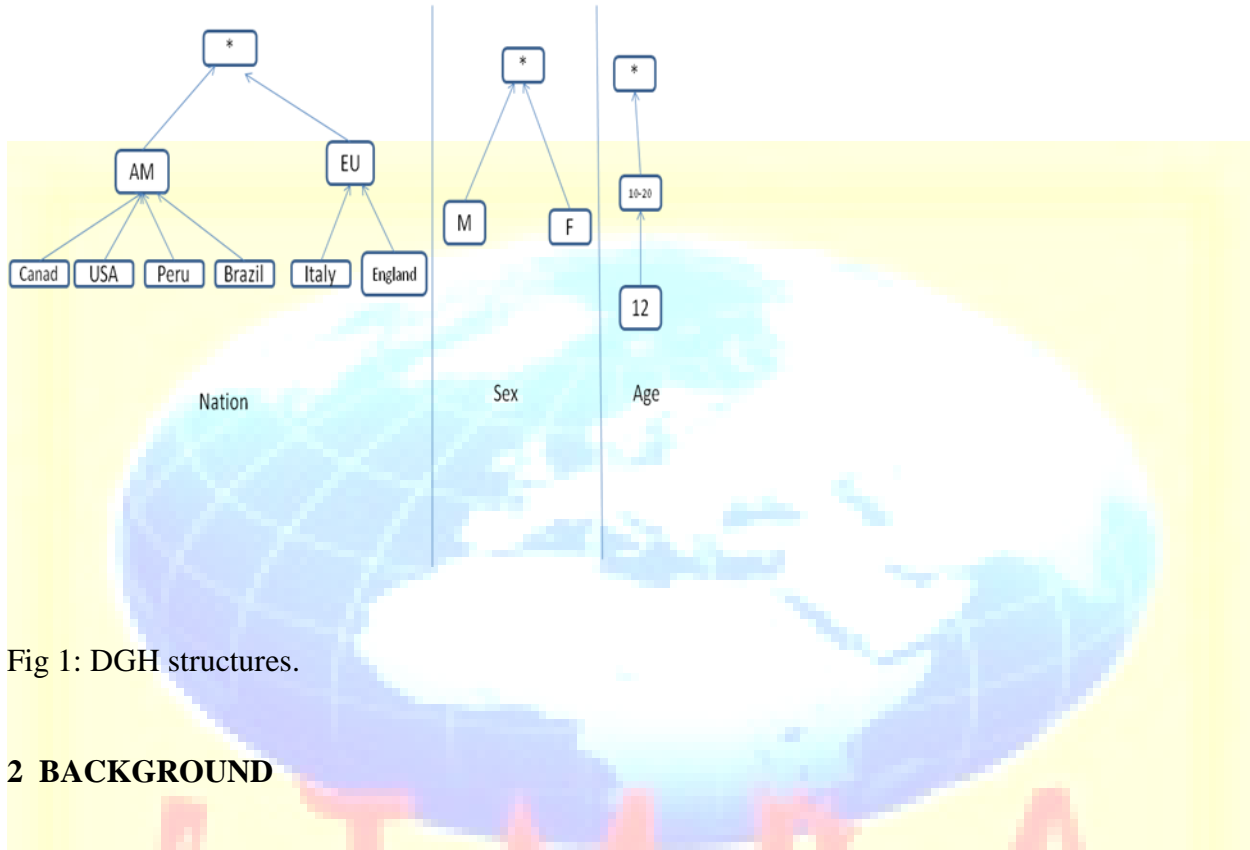 *
*
*
AM
EU
10-20
M
F
Canad
USA
Peru
Brazil
Italy
England
12
Nation
Sex
Age
Fig 1: DGH structures.
2 BACKGROUND